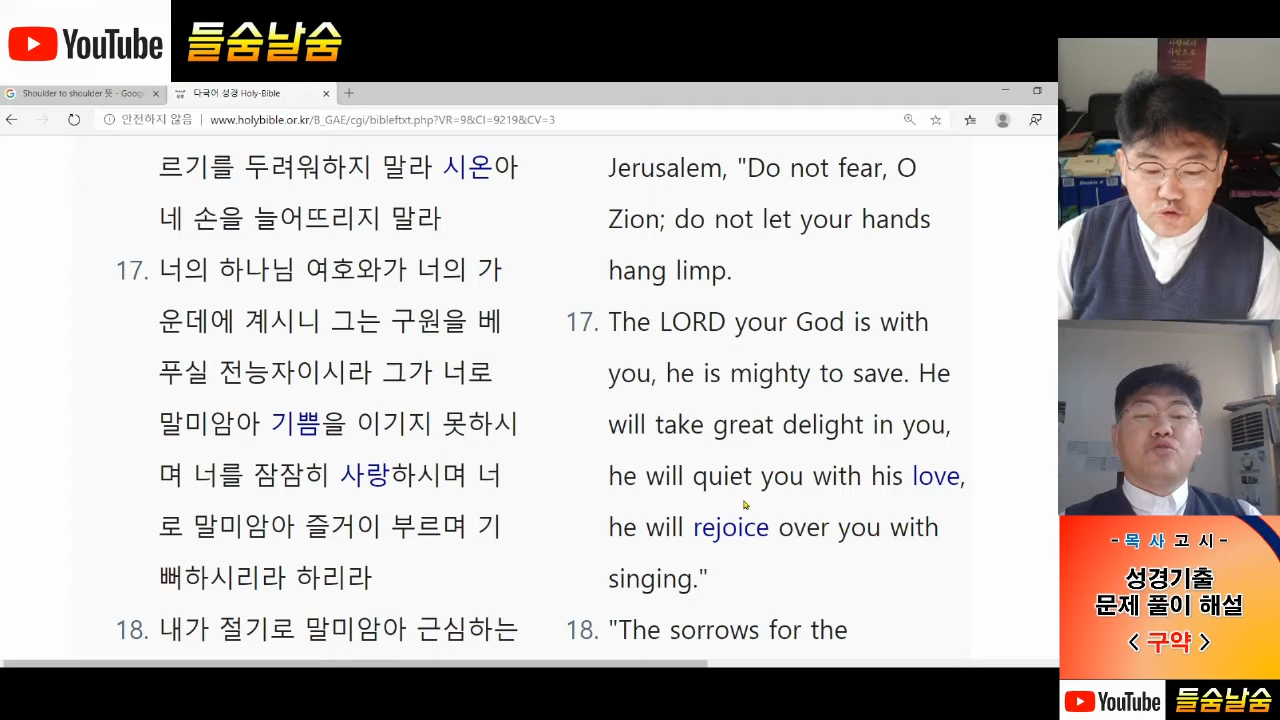 YouTube 들숨날숨
Shoulder to shoulder 뜻 - Goog
다국어 성경 Holy-Bible
안전하지 않음 www.holybible.or.kr/B_GAE/cgi/bibleftxt.php?VR=9&CI=9219&CV=3
르기를 두려워하지 말라 시온아
네 손을 늘어뜨리지 말라
17. 너의 하나님 여호와가 너의 가
운데에 계시니 그는 구원을 베
푸실 전능자이시라 그가 너로
말미암아 기쁨을 이기지 못하시
며 너를 잠잠히 사랑하시며 너
로 말미암아 즐거이 부르며 기
뻐하시리라 하리라
18. 내가 절기로 말미암아 근심하는
Jerusalem, "Do not fear, O
Zion; do not let your hands
hang limp.
17. The LORD your God is with
you, he is mighty to save. He
will take great delight in you,
he will quiet you with his love,
he will rejoice over you with
singing."
18. "The sorrows for the
사랑에서
사랑으로
-목사고시-
성경기출
문제 풀이 해설
<구약>
YouTube 들숨날숨